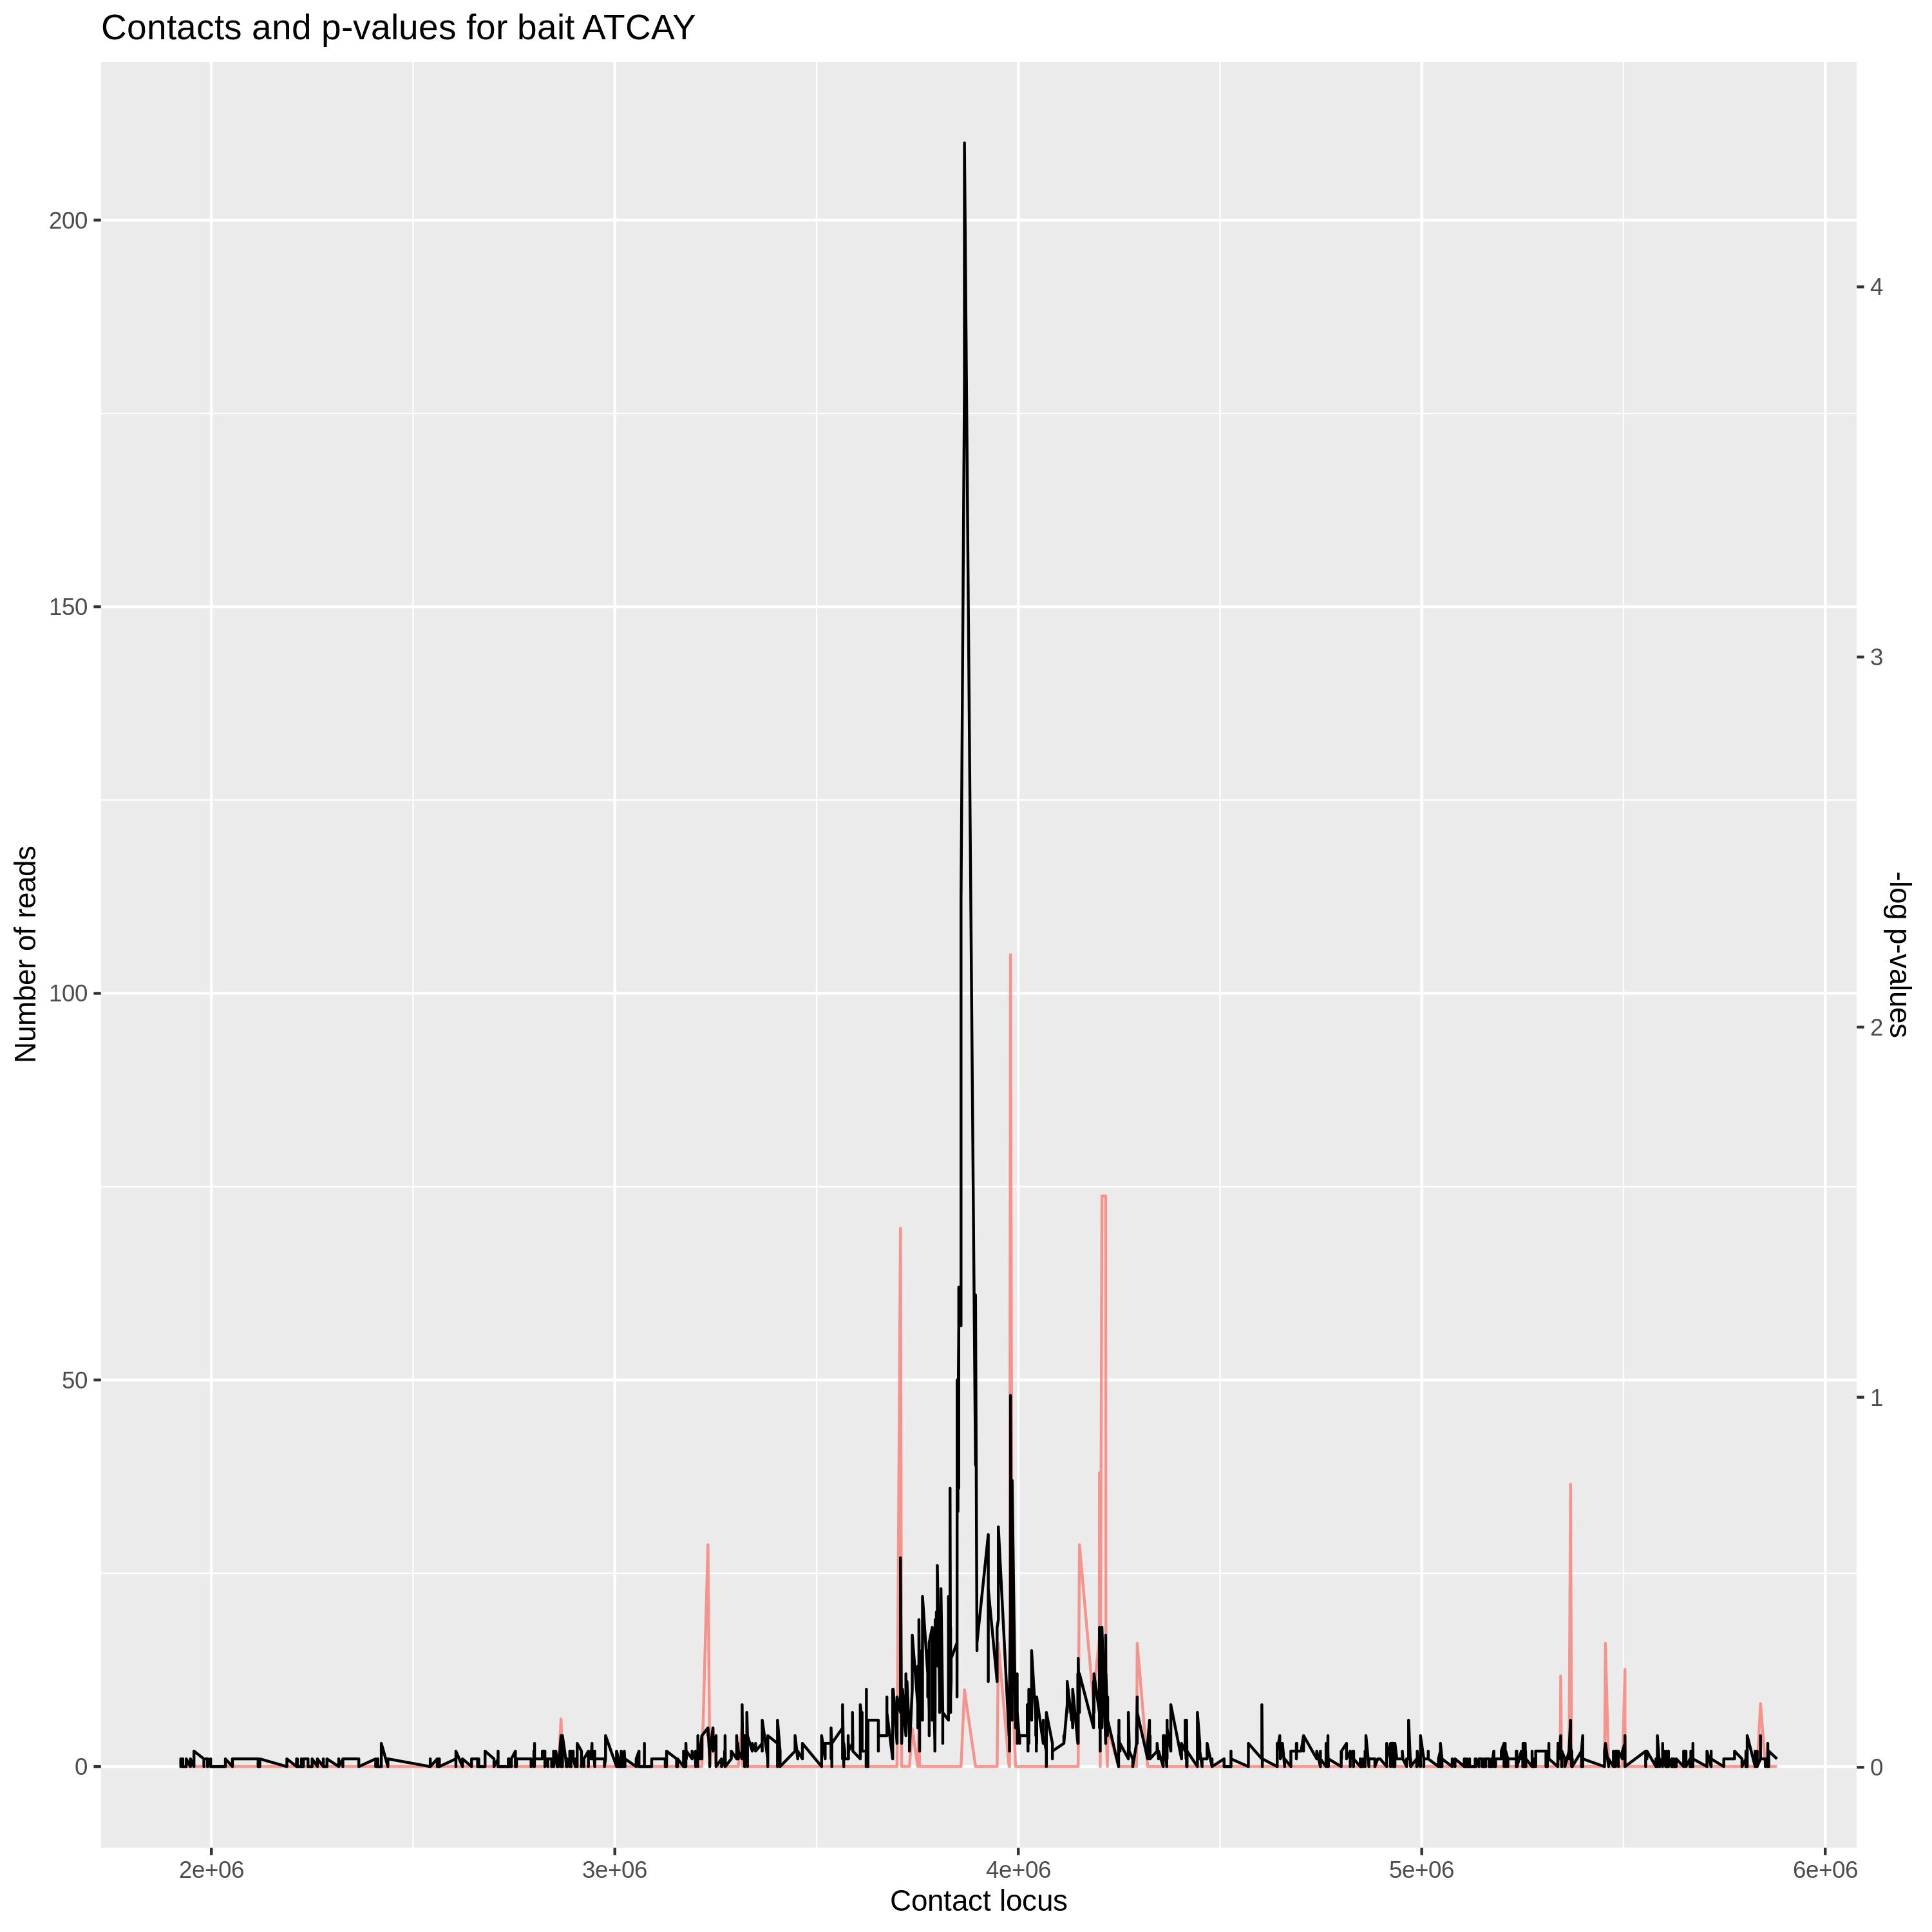 Contacts and p-values for bait ATCAY
200
150
100
50
0
Number of reads
4
3
2
1
0
-log p-values
2e+06 3e+06 4e+06 5e+06 6e+06
Contact locus